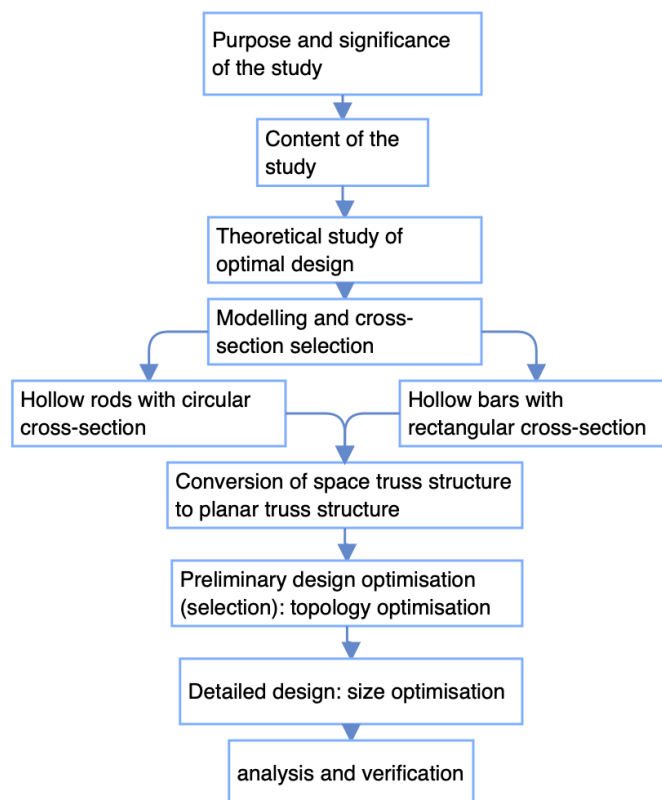 Purpose and significance
of the study
Content of the
study
Theoretical study of
optimal design
Modelling and cross-
section selection
Hollow rods with circular
cross-section
Hollow bars with
rectangular cross-section
Conversion of space truss structure
to planar truss structure
Preliminary design optimisation
(selection): topology optimisation
Detailed design: size optimisation
analysis and verification